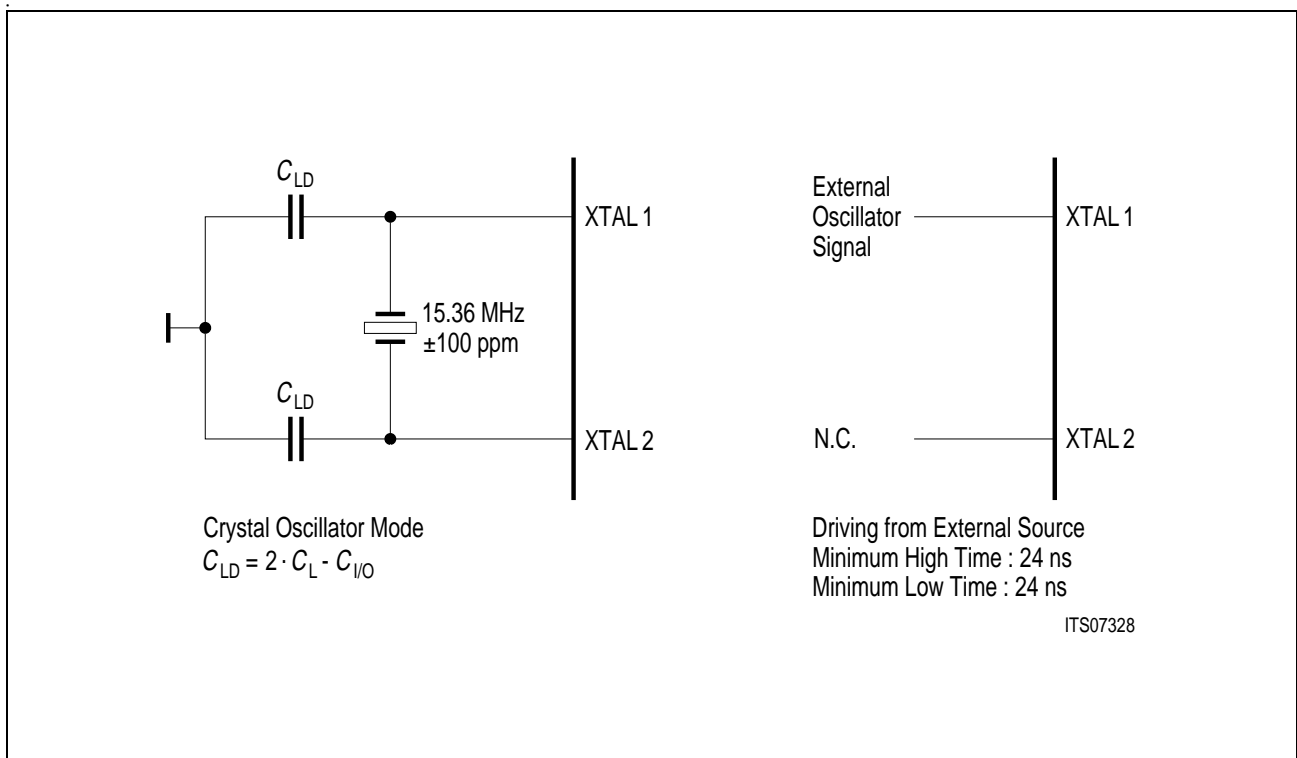 C_LD
XTAL 1
15.36 MHz
±100 ppm
C_LD
XTAL 2
Crystal Oscillator Mode
C_LD = 2 · C_L - C_I/O
External
Oscillator
Signal
XTAL 1
N.C.
XTAL 2
Driving from External Source
Minimum High Time : 24 ns
Minimum Low Time : 24 ns
ITS07328